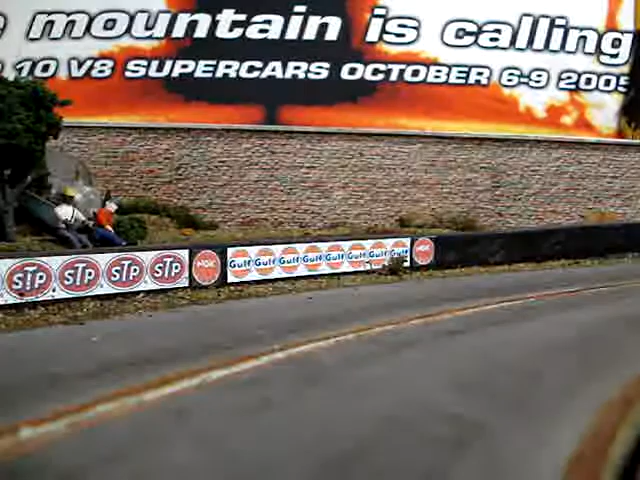 mountain is calling
10 V8 SUPERCARS OCTOBER 6-9 2005
STP STP STP STP NGK Gulf Gulf Gulf Gulf Gulf Gulf Gulf Gulf NGK